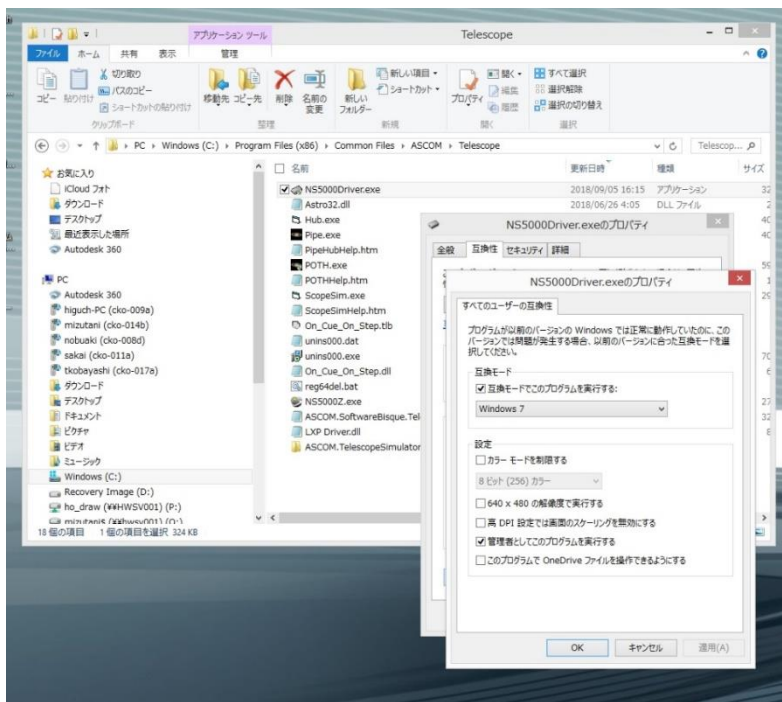 アプリケーション ツール
Telescope
ファイル
ホーム
共有
表示
管理
コピー
貼り付け
切り取り
パスのコピー
ショートカットの貼り付け
クリップボード
移動先
コピー先
削除
名前の変更
整理
新しいフォルダー
新しい項目
ショートカット
新規
プロパティ
開く
編集
履歴
開く
すべて選択
選択解除
選択の切り替え
選択
PC
Windows (C:)
Program Files (x86)
Common Files
ASCOM
Telescope
Telescop...
お気に入り
iCloud フォト
ダウンロード
デスクトップ
最近表示した場所
Autodesk 360
PC
Autodesk 360
higuch-PC (cko-009a)
mizutani (cko-014b)
nobuaki (cko-008d)
sakai (cko-011a)
tkobayashi (cko-017a)
ダウンロード
デスクトップ
ドキュメント
ピクチャ
ビデオ
ミュージック
Windows (C:)
Recovery Image (D:)
ho_draw (¥¥HWSV001) (P:)
mizutanis (¥¥hwsv001) (Q:)
名前
更新日時
種類
サイズ
NS5000Driver.exe
2018/09/05 16:15
アプリケーション
Astro32.dll
2018/06/26 4:05
DLL ファイル
Hub.exe
Pipe.exe
PipeHubHelp.htm
POTH.exe
POTHHelp.htm
ScopeSim.exe
ScopeSimHelp.htm
On_Cue_On_Step.tlb
unins000.dat
unins000.exe
On_Cue_On_Step.dll
reg64del.bat
NS5000Z.exe
ASCOM.SoftwareBisque.Tel
LXP Driver.dll
ASCOM.TelescopeSimulator
18 個の項目
1 個の項目を選択 324 KB
NS5000Driver.exeのプロパティ
全般
互換性
セキュリティ
詳細
NS5000Driver.exeのプロパティ
すべてのユーザーの互換性
プログラムが以前のバージョンの Windows では正常に動作していたのに、この
バージョンでは問題が発生する場合、以前のバージョンに合った互換モードを選
択してください。
互換モード
互換モードでこのプログラムを実行する:
Windows 7
設定
カラー モードを制限する
8 ビット (256) カラー
640 x 480 の解像度で実行する
高 DPI 設定では画面のスケーリングを無効にする
管理者としてこのプログラムを実行する
このプログラムで OneDrive ファイルを操作できるようにする
OK
キャンセル
適用(A)